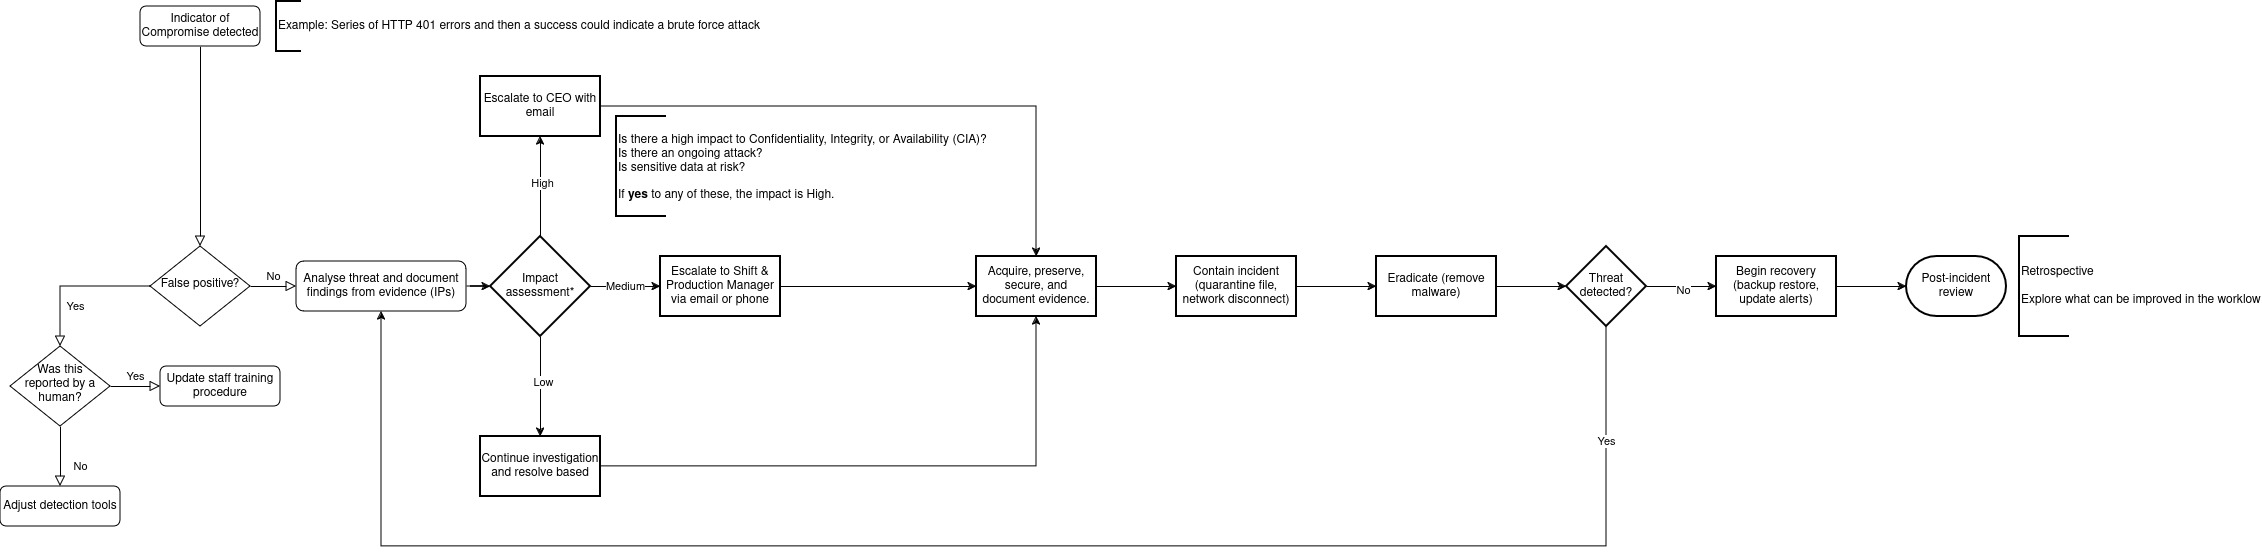 Indicator of
Compromise detected
Example: Series of HTTP 401 errors and then a success could indicate a brute force attack
Escalate to CEO with
email
Is there a high impact to Confidentiality, Integrity, or Availability (CIA)?
Is there an ongoing attack?
Is sensitive data at risk?
If yes to any of these, the impact is High.
High
False positive?
No
Yes
Analyse threat and document
findings from evidence (IPs)
Impact
assessment*
Medium
Escalate to Shift &
Production Manager
via email or phone
Acquire, preserve,
secure, and
document evidence.
Contain incident
(quarantine file,
network disconnect)
Eradicate (remove
malware)
Threat
detected?
No
Begin recovery
(backup restore,
update alerts)
Post-incident
review
Retrospective
Explore what can be improved in the worklow
Was this
reported by a
human?
Yes
Update staff training
procedure
Low
Continue investigation
and resolve based
Yes
No
Adjust detection tools